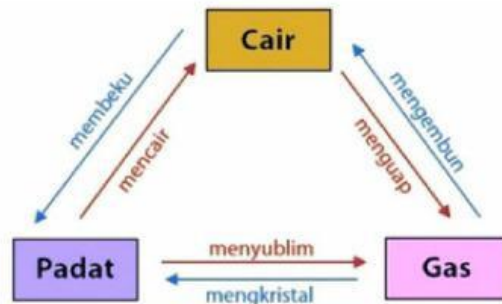 Cair
membeku
mencair
menguap
mengembun
Padat
menyublim
mengkristal
Gas